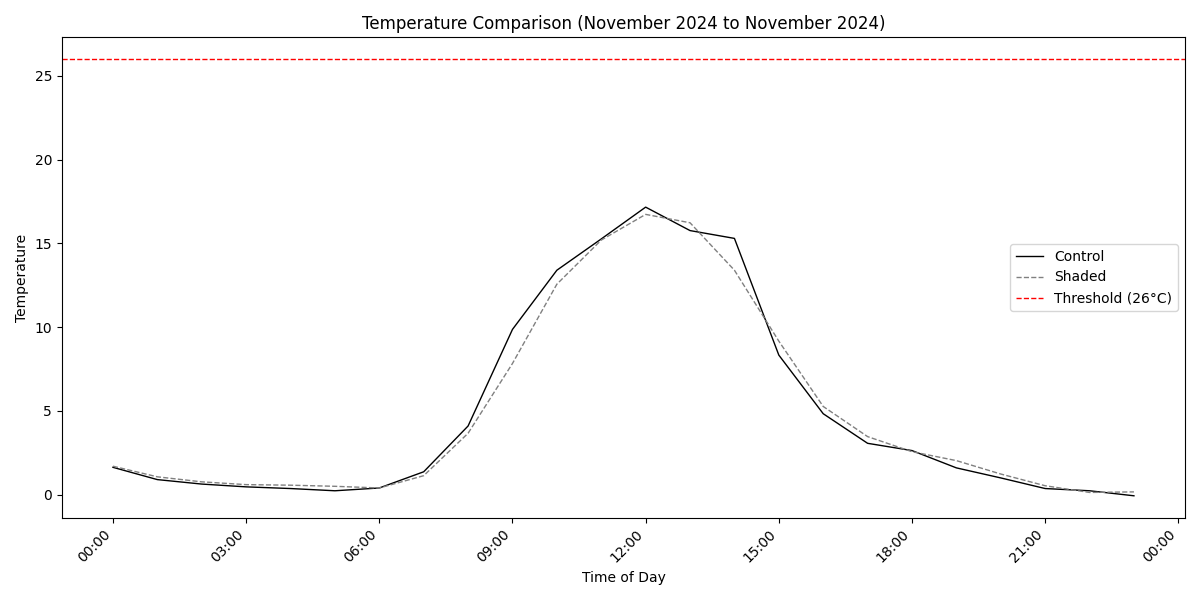 Temperature Comparison (November 2024 to November 2024)
25
20
15
10
5
0
Temperature
Control
Shaded
Threshold (26°C)
00:00
03:00
06:00
09:00
12:00
15:00
18:00
21:00
00:00
Time of Day